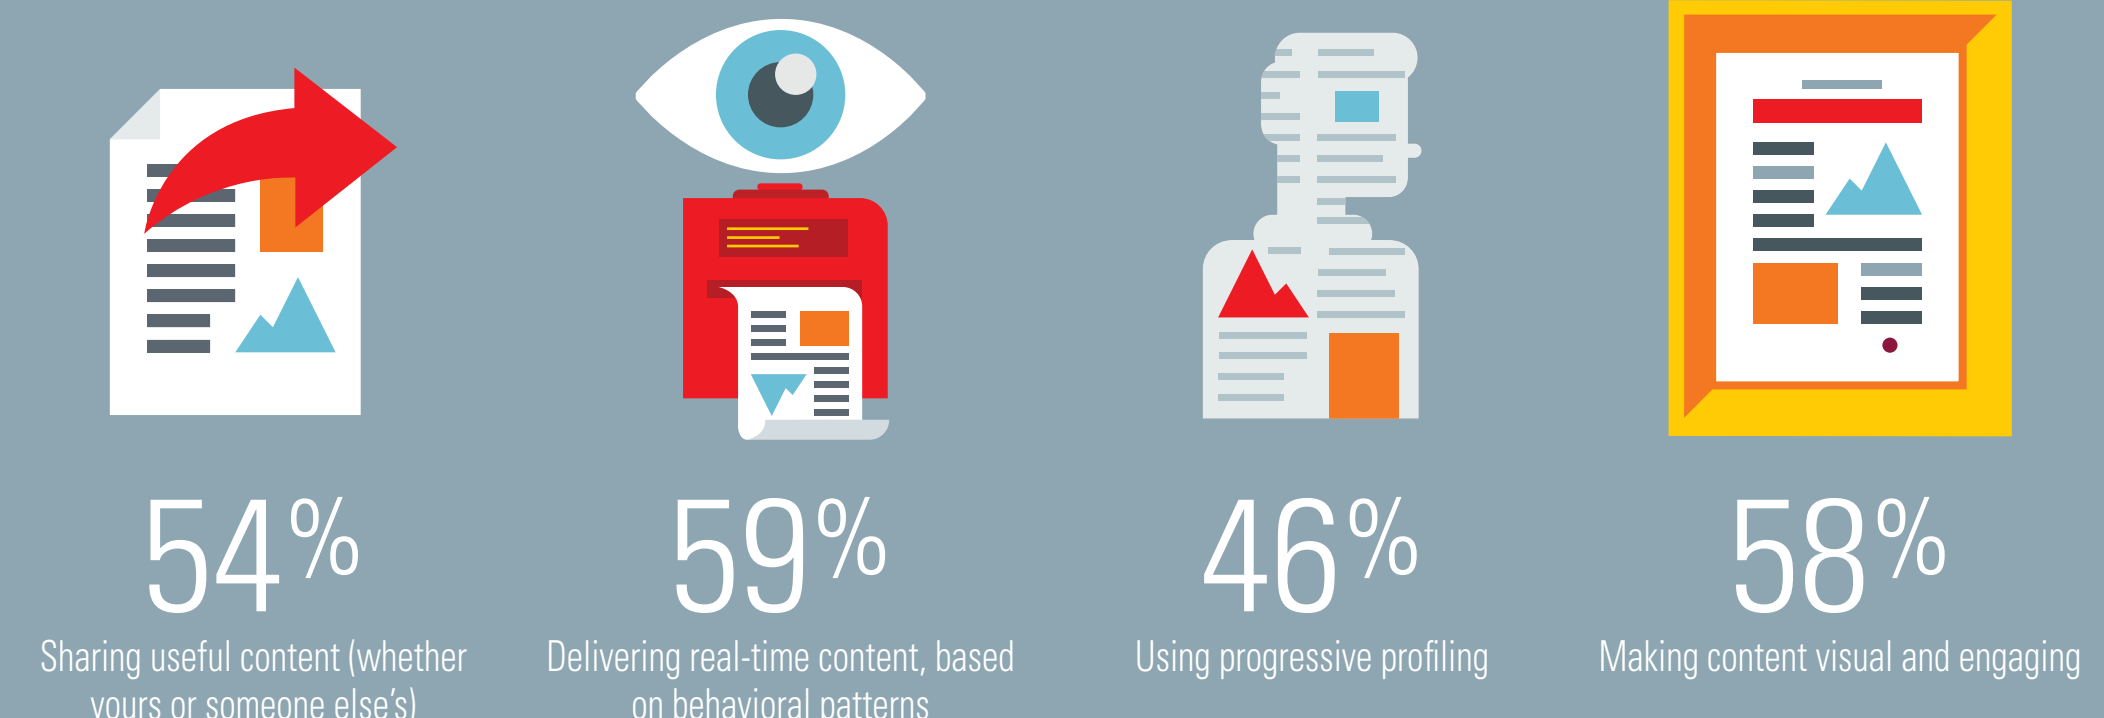 54%
Sharing useful content (whether
yours or someone else's)
59%
Delivering real-time content, based
on behavioral patterns
46%
Using progressive profiling
58%
Making content visual and engaging